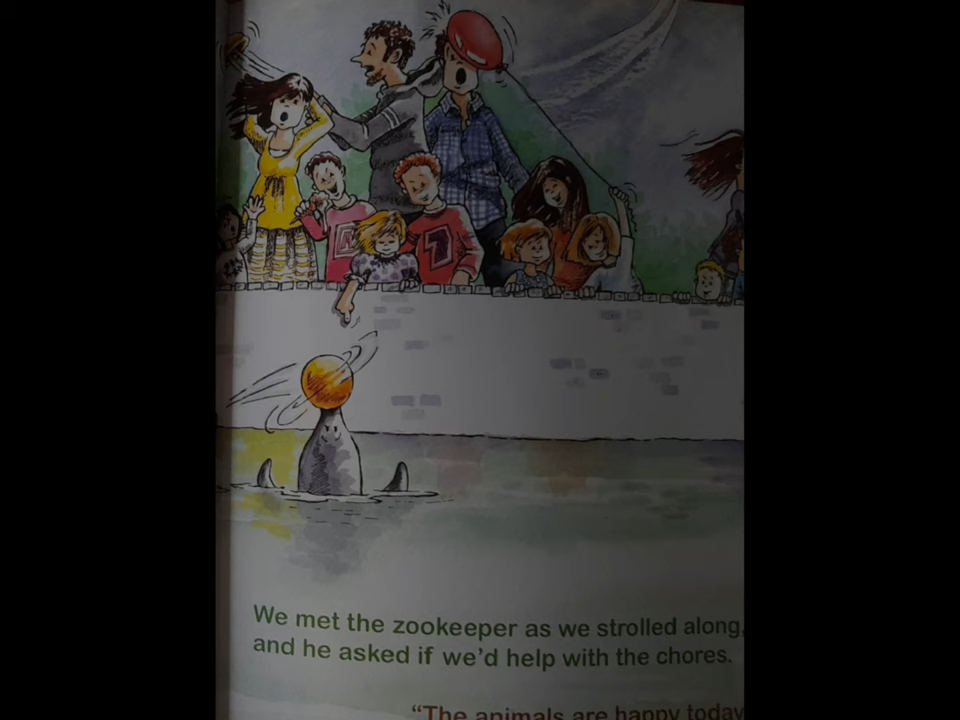 We met the zookeeper as we strolled along,
and he asked if we'd help with the chores.
"The animals are happy today